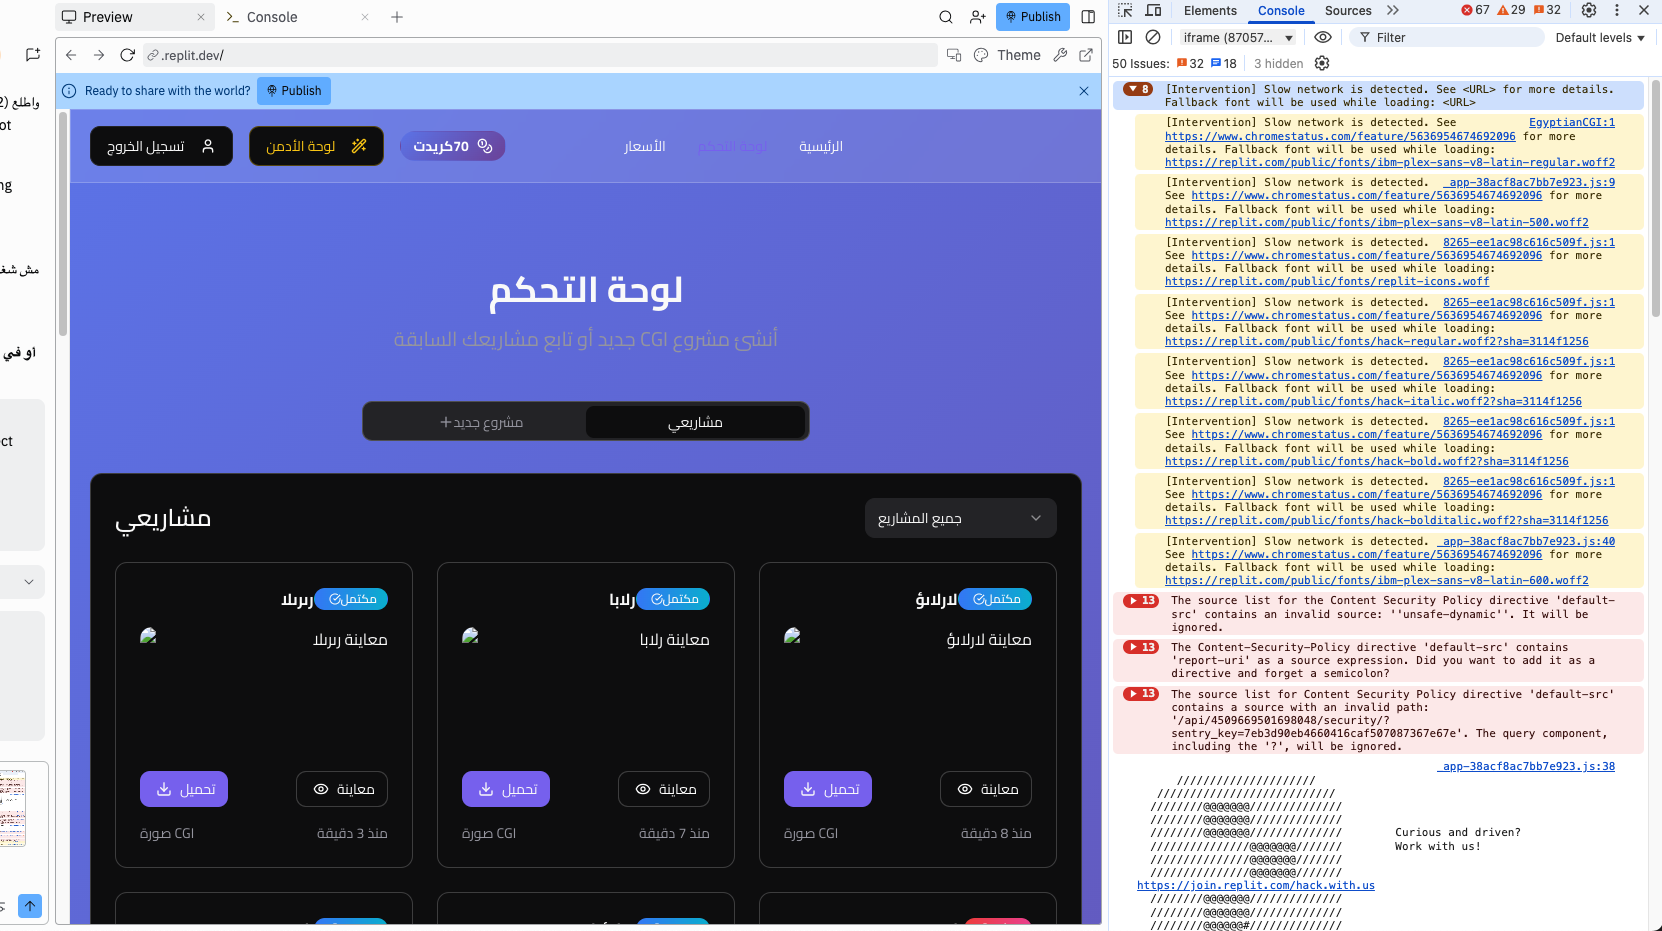 Preview
Console
Publish
.replit.dev/
Theme
Ready to share with the world?
Publish
واطلع
ot
ng
مش شغ
او في
ct
تسجيل الخروج
لوحة الأدمن
70كريدت
الأسعار
لوحة التحكم
الرئيسية
لوحة التحكم
أنشئ مشروع CGI جديد أو تابع مشاريعك السابقة
مشروع جديد
مشاريعي
مشاريعي
جميع المشاريع
مكتمل
مكتمل
رلابا
مكتمل
معاينة رلابا
تحميل
معاينة
تحميل
معاينة
تحميل
معاينة
CGI صورة
منذ 3 دقيقة
CGI صورة
منذ 7 دقيقة
CGI صورة
منذ 8 دقيقة
Elements
Console
Sources
67
29
32
iframe (87057...
Filter
Default levels
50 Issues:
32
18
3 hidden
8
[Intervention] Slow network is detected. See <URL> for more details.
Fallback font will be used while loading: <URL>
[Intervention] Slow network is detected. See EgyptianCGI:1
https://www.chromestatus.com/feature/5636954674692096 for more
details. Fallback font will be used while loading:
https://replit.com/public/fonts/ibm-plex-sans-v8-latin-regular.woff2
[Intervention] Slow network is detected. _app-38acf8ac7bb7e923.js:9
See https://www.chromestatus.com/feature/5636954674692096 for more
details. Fallback font will be used while loading:
https://replit.com/public/fonts/ibm-plex-sans-v8-latin-500.woff2
[Intervention] Slow network is detected. 8265-ee1ac98c616c509f.js:1
See https://www.chromestatus.com/feature/5636954674692096 for more
details. Fallback font will be used while loading:
https://replit.com/public/fonts/replit-icons.woff
[Intervention] Slow network is detected. 8265-ee1ac98c616c509f.js:1
See https://www.chromestatus.com/feature/5636954674692096 for more
details. Fallback font will be used while loading:
https://replit.com/public/fonts/hack-regular.woff2?sha=3114f1256
[Intervention] Slow network is detected. 8265-ee1ac98c616c509f.js:1
See https://www.chromestatus.com/feature/5636954674692096 for more
details. Fallback font will be used while loading:
https://replit.com/public/fonts/hack-italic.woff2?sha=3114f1256
[Intervention] Slow network is detected. 8265-ee1ac98c616c509f.js:1
See https://www.chromestatus.com/feature/5636954674692096 for more
details. Fallback font will be used while loading:
https://replit.com/public/fonts/hack-bold.woff2?sha=3114f1256
[Intervention] Slow network is detected. 8265-ee1ac98c616c509f.js:1
See https://www.chromestatus.com/feature/5636954674692096 for more
details. Fallback font will be used while loading:
https://replit.com/public/fonts/hack-bolditalic.woff2?sha=3114f1256
[Intervention] Slow network is detected. _app-38acf8ac7bb7e923.js:40
See https://www.chromestatus.com/feature/5636954674692096 for more
details. Fallback font will be used while loading:
https://replit.com/public/fonts/ibm-plex-sans-v8-latin-600.woff2
13
The source list for the Content Security Policy directive 'default-
src' contains an invalid source: ''unsafe-dynamic''. It will be
ignored.
13
The Content-Security-Policy directive 'default-src' contains
'report-uri' as a source expression. Did you want to add it as a
directive and forget a semicolon?
13
The source list for Content Security Policy directive 'default-src'
contains a source with an invalid path:
'/api/4509669501698048/security/?
sentry_key=7eb3d90eb4660416caf507087367e67e'. The query component,
including the '?', will be ignored.
_app-38acf8ac7bb7e923.js:38
Curious and driven?
Work with us!
https://join.replit.com/hack.with.us